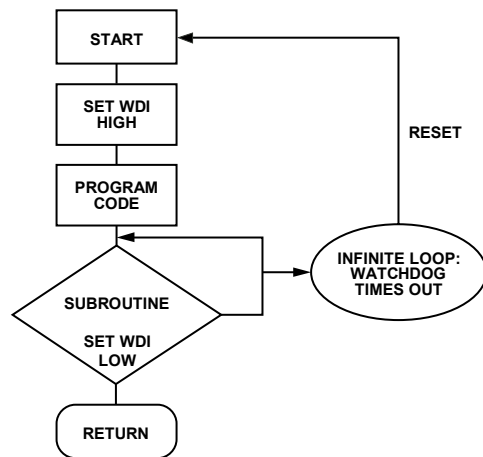 START
SET WDI
HIGH
PROGRAM
CODE
SUBROUTINE
SET WDI
LOW
RETURN
RESET
INFINITE LOOP:
WATCHDOG
TIMES OUT